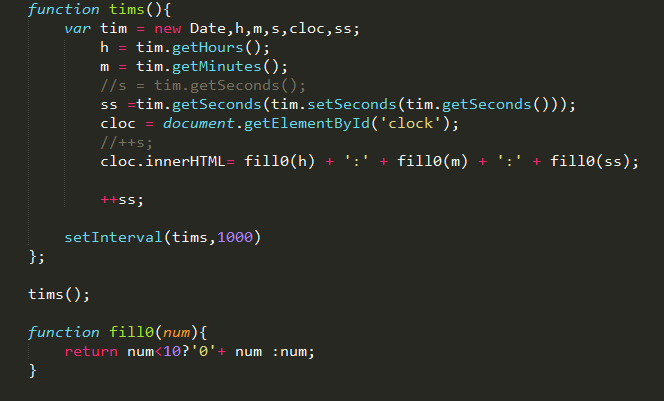 function tims(){
var tim = new Date,h,m,s,cloc,ss;
h = tim.getHours();
m = tim.getMinutes();
//s = tim.getSeconds();
ss =tim.getSeconds(tim.setSeconds(tim.getSeconds()));
cloc = document.getElementById('clock');
//++s;
cloc.innerHTML= fill0(h) + ':' + fill0(m) + ':' + fill0(ss);
++ss;
setInterval(tims,1000)
};
tims();
function fill0(num){
return num<10?'0'+ num :num;
}